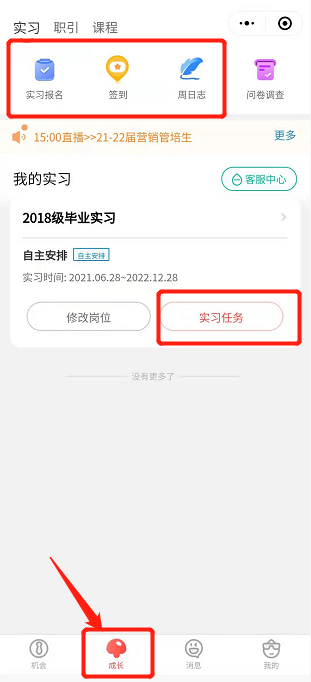 实习 职引 课程
实习报名 签到 周日志 问卷调查
15:00直播>>21-22届营销管培生 更多
我的实习 客服中心
2018级毕业实习
自主安排 自主安排
实习时间: 2021.06.28~2022.12.28
修改岗位 实习任务
没有更多了
机会 成长 消息 我的